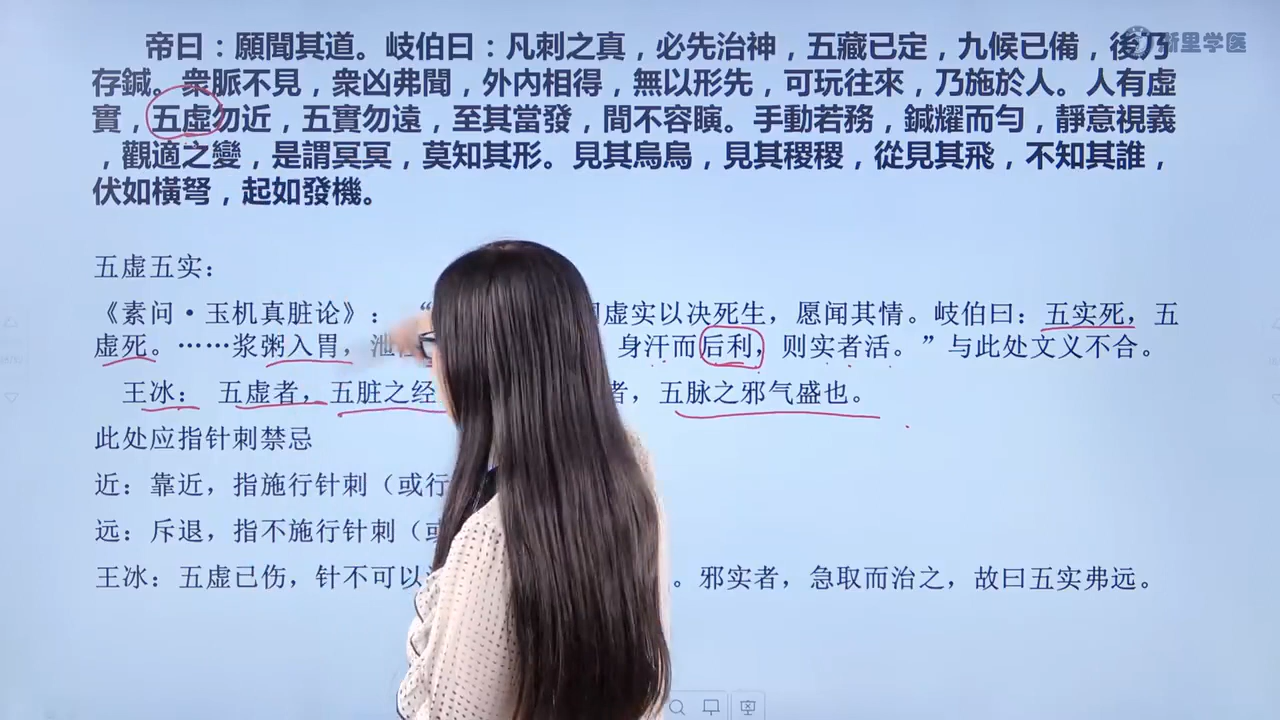 帝曰：願聞其道。岐伯曰：凡刺之真，必先治神，五藏已定，九候已備，後乃
存鍼。衆脈不見，衆凶弗聞，外內相得，無以形先，可玩往來，乃施於人。人有虛
實，五虛勿近，五實勿遠，至其當發，間不容瞚。手動若務，鍼耀而勻，靜意視義
，觀適之變，是謂冥冥，莫知其形。見其烏烏，見其稷稷，從見其飛，不知其誰，
伏如橫弩，起如發機。
五虚五实：
《素问·玉机真脏论》：“ 虚实以决死生，愿闻其情。岐伯曰：五实死，五
虚死。……浆粥入胃，泄 身汗而后利，则实者活。”与此处文义不合。
王冰：五虚者，五脏之经 者，五脉之邪气盛也。
此处应指针刺禁忌
近：靠近，指施行针刺（或行
远：斥退，指不施行针刺（或
王冰：五虚已伤，针不可以 。邪实者，急取而治之，故曰五实弗远。
学医